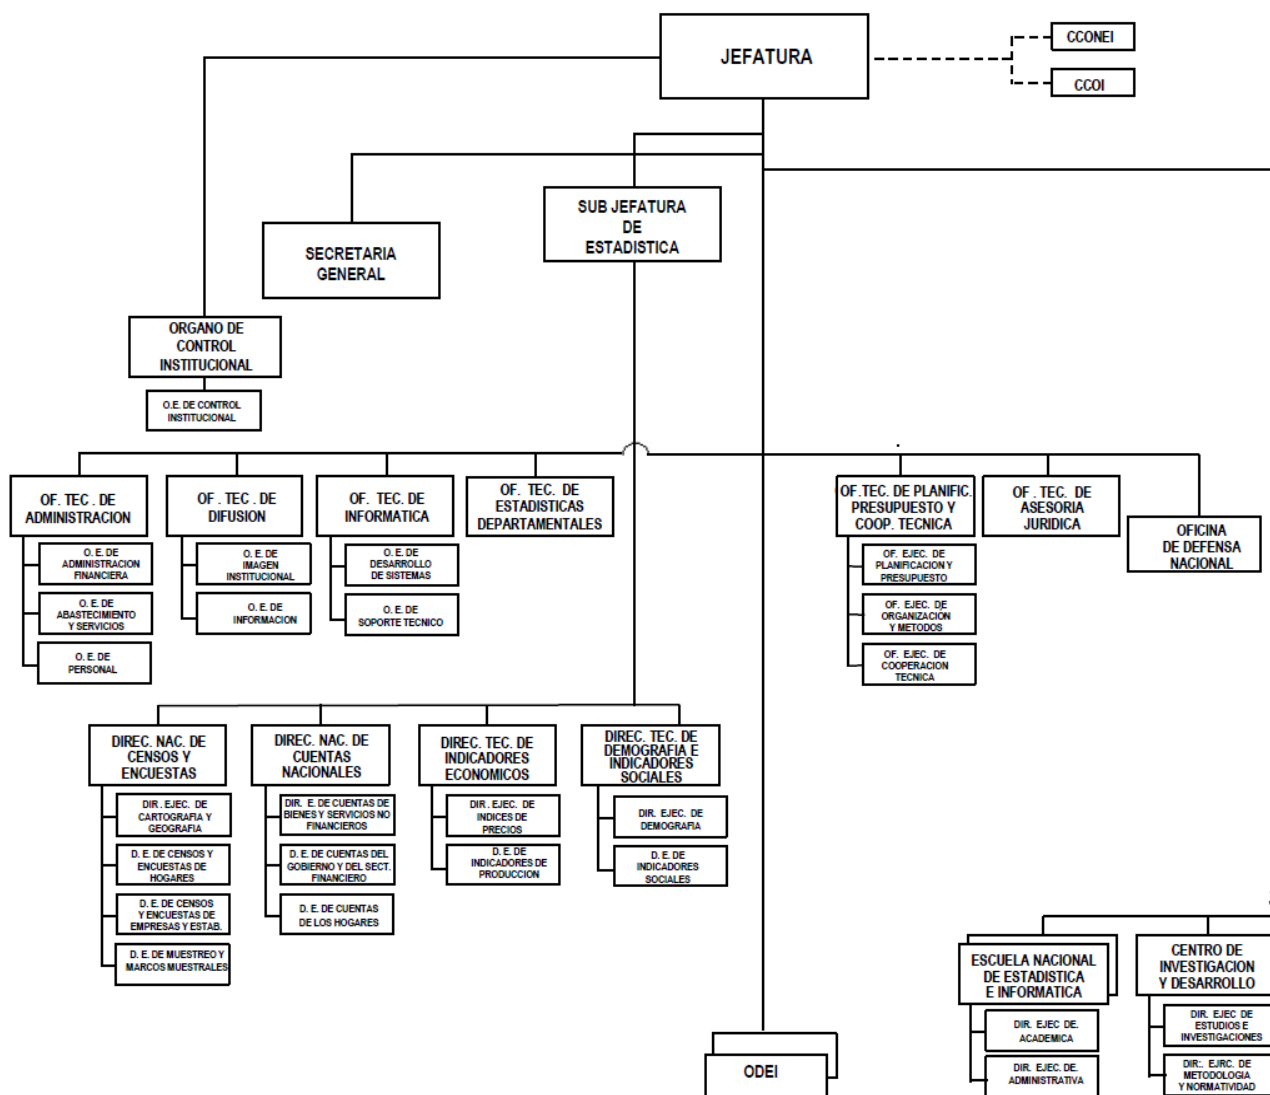 JEFATURA
CCONEI
CCOI
SUB JEFATURA
DE
ESTADISTICA
SECRETARIA
GENERAL
ORGANO DE
CONTROL
INSTITUCIONAL
O.E. DE CONTROL
INSTITUCIONAL
OF. TEC . DE
ADMINISTRACION
O. E. DE
ADMINISTRACION
FINANCIERA
O. E. DE
ABASTECIMIENTO
Y SERVICIOS
O. E. DE
PERSONAL
OF . TEC . DE
DIFUSION
O. E. DE
IMAGEN
INSTITUCIONAL
O. E. DE
INFORMACION
OF. TEC. DE
INFORMATICA
O. E. DE
DESARROLLO
DE SISTEMAS
O. E. DE
SOPORTE TECNICO
OF. TEC. DE
ESTADISTICAS
DEPARTAMENTALES
OF.TEC. DE PLANIFIC.
PRESUPUESTO Y
COOP. TECNICA
OF. EJEC. DE
PLANIFICACION Y
PRESUPUESTO
OF. EJEC. DE
ORGANIZACIÓN
Y METODOS
OF. EJEC. DE
COOPERACION
TECNICA
OF . TEC. DE
ASESORIA
JURIDICA
OFICINA
DE DEFENSA
NACIONAL
DIREC. NAC. DE
CENSOS Y
ENCUESTAS
DIR . EJEC. DE
CARTOGRAFIA Y
GEOGRAFIA
D. E. DE CENSOS Y
ENCUESTAS DE
HOGARES
D. E. DE CENSOS
Y ENCUESTAS DE
EMPRESAS Y ESTAB.
D. E. DE MUESTREO Y
MARCOS MUESTRALES
DIREC. NAC. DE
CUENTAS
NACIONALES
DIR. E. DE CUENTAS DE
BIENES Y SERVICIOS NO
FINANCIEROS
D. E. DE CUENTAS DEL
GOBIERNO Y DEL SECT.
FINANCIERO
D. E. DE CUENTAS
DE LOS HOGARES
DIREC. TEC. DE
INDICADORES
ECONOMICOS
DIR . EJEC. DE
INDICES DE
PRECIOS
D. E. DE
INDICADORES DE
PRODUCCION
DIREC. TEC. DE
DEMOGRAFIA E
INDICADORES
SOCIALES
DIR. EJEC. DE
DEMOGRAFIA
D. E. DE
INDICADORES
SOCIALES
ESCUELA NACIONAL
DE ESTADISTICA
E INFORMATICA
DIR. EJEC DE.
ACADEMICA
DIR. EJEC. DE.
ADMINISTRATIVA
CENTRO DE
INVESTIGACION
Y DESARROLLO
DIR. EJEC DE
ESTUDIOS E
INVESTIGACIONES
DIR:. EJRC. DE
METODOLOGIA
Y NORMATIVIDAD
ODEI